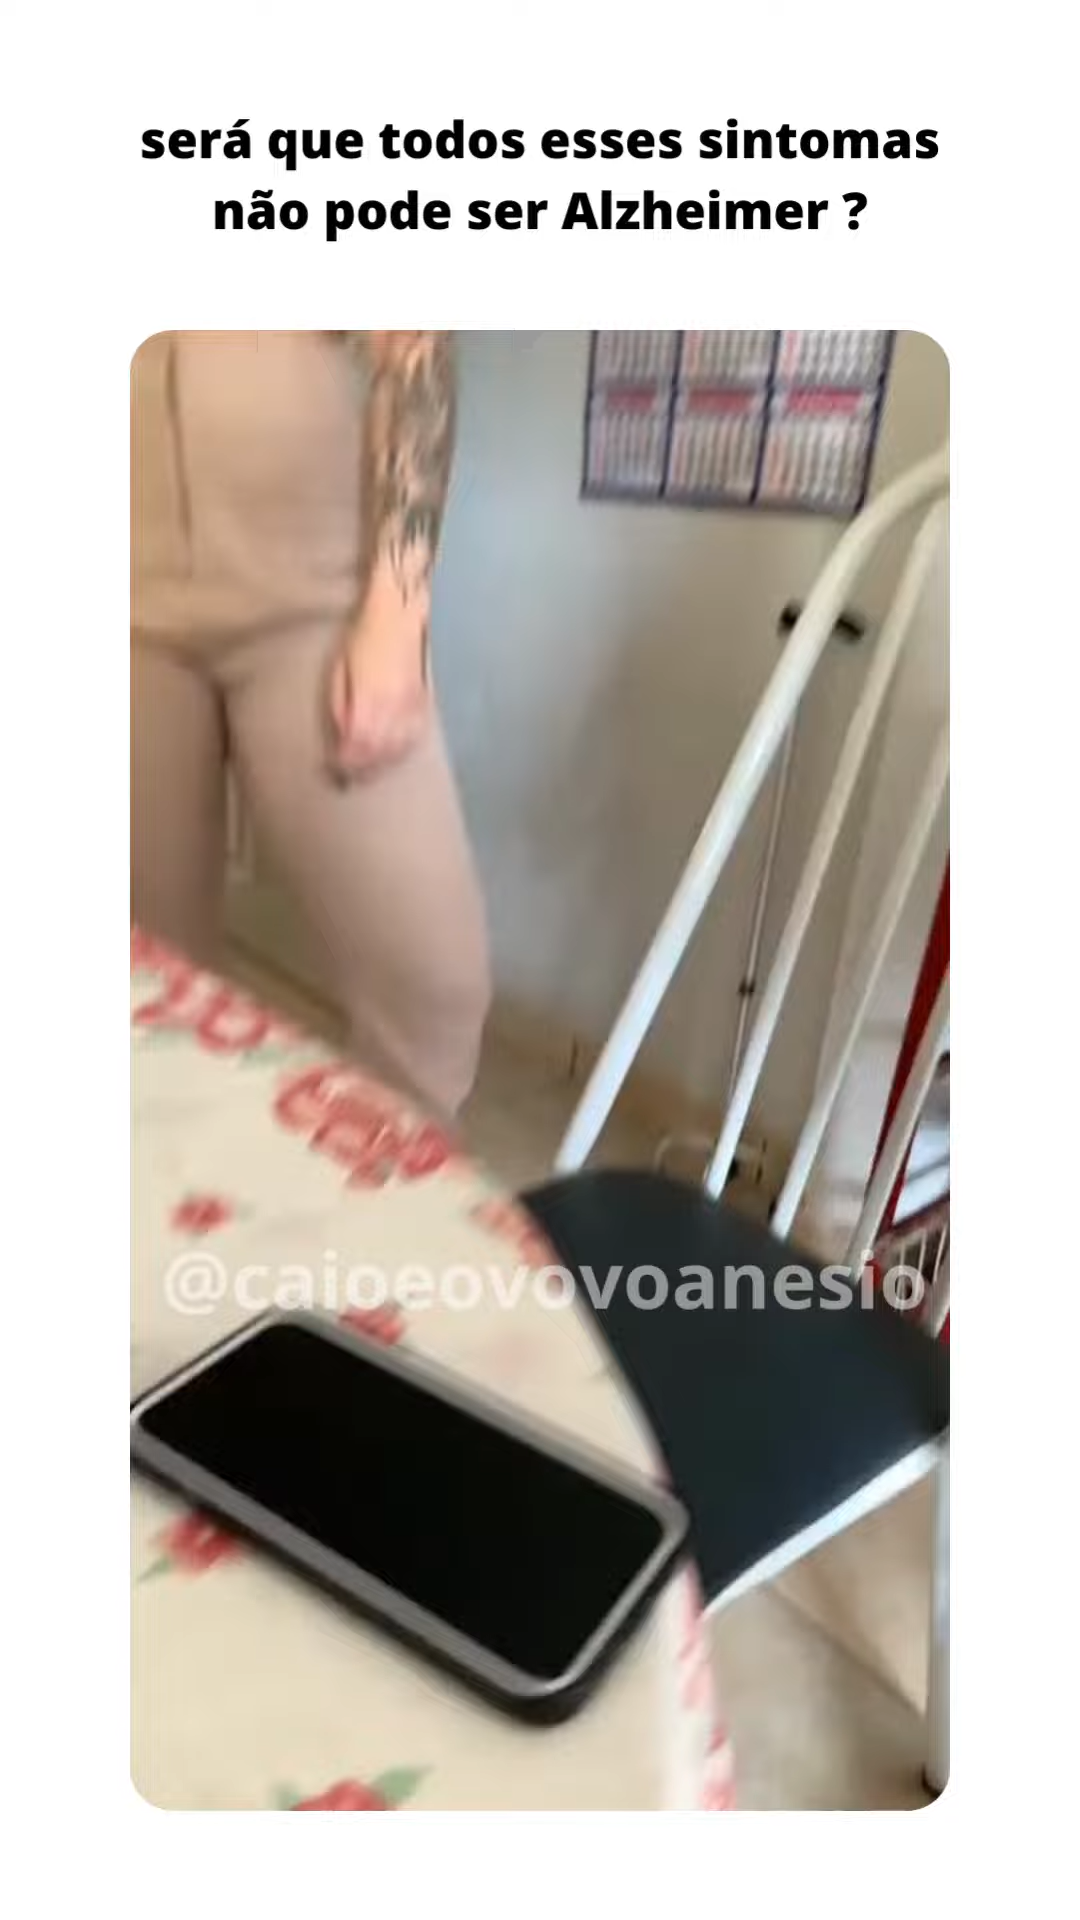 será que todos esses sintomas
não pode ser Alzheimer ?
@caioeovovoanesio